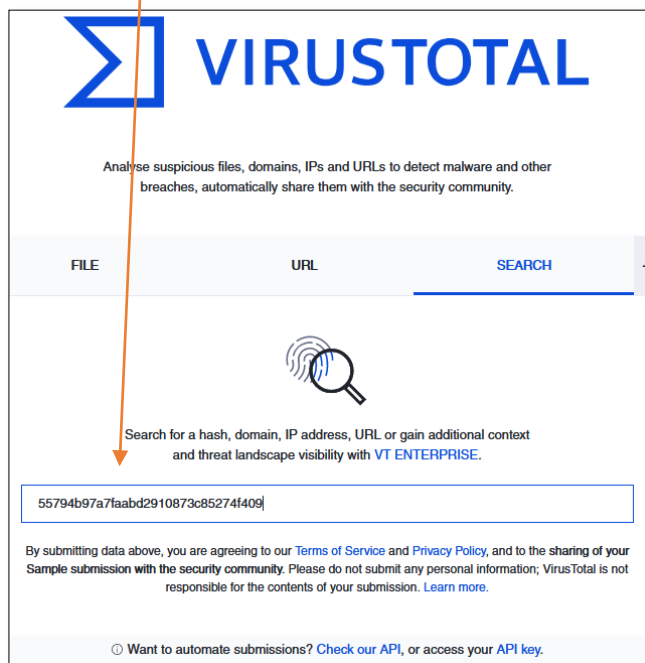 VIRUSTOTAL
Analyse suspicious files, domains, IPs and URLs to detect malware and other
breaches, automatically share them with the security community.
FILE
URL
SEARCH
Search for a hash, domain, IP address, URL or gain additional context
and threat landscape visibility with VT ENTERPRISE.
55794b97a7faabd2910873c85274f409
By submitting data above, you are agreeing to our Terms of Service and Privacy Policy, and to the sharing of your
Sample submission with the security community. Please do not submit any personal information; VirusTotal is not
responsible for the contents of your submission. Learn more.
Want to automate submissions? Check our API, or access your API key.